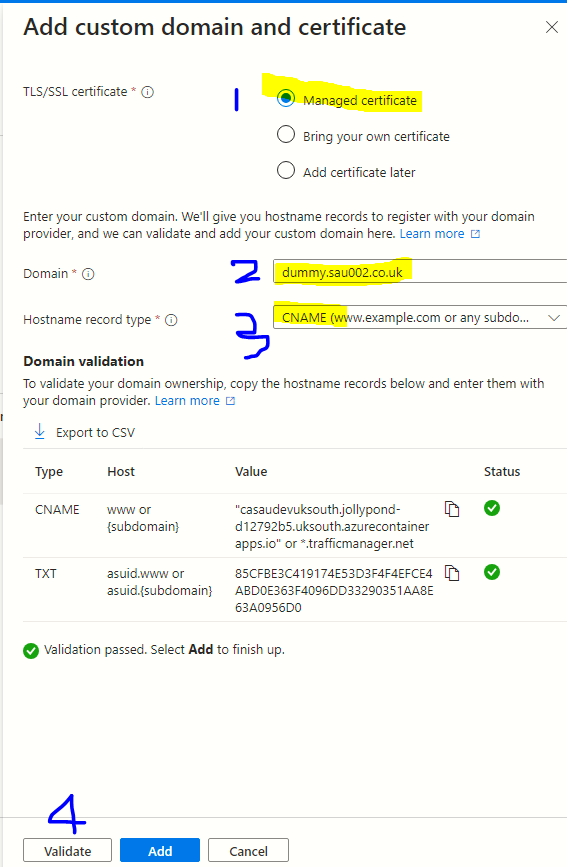 Add custom domain and certificate
TLS/SSL certificate *
1
Managed certificate
Bring your own certificate
Add certificate later
Enter your custom domain. We'll give you hostname records to register with your domain
provider, and we can validate and add your custom domain here. Learn more
Domain *
2
dummy.sau002.co.uk
Hostname record type *
3
CNAME (www.example.com or any subdo...
Domain validation
To validate your domain ownership, copy the hostname records below and enter them with
your domain provider. Learn more
Export to CSV
Type Host Value Status
CNAME www or "casaudevuksouth.jollypond-
{subdomain} d12792b5.uksouth.azurecontainer
apps.io" or *.trafficmanager.net
TXT asuid.www or 85CFBE3C419174E53D3F4F4EFCE4
asuid.{subdomain} ABD0E363F4096DD33290351AA8E
63A0956D0
Validation passed. Select Add to finish up.
4
Validate Add Cancel